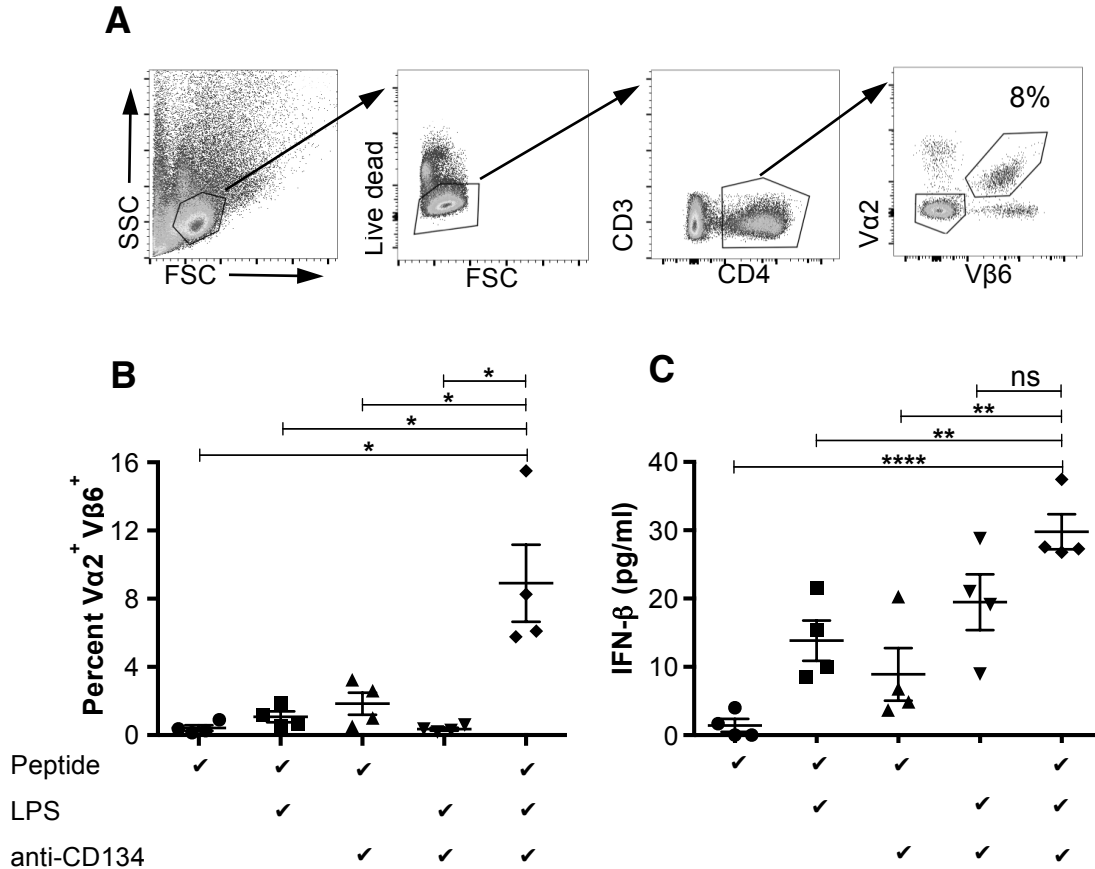 A
SSC
FSC
Live dead
FSC
CD3
CD4
8%
Vα2
Vβ6
B
*
*
*
*
Percent Vα2+ Vβ6+
16
12
8
4
0
C
ns
**
**
****
IFN-β (pg/ml)
40
30
20
10
0
Peptide ✔ ✔ ✔ ✔ ✔ ✔ ✔ ✔
LPS ✔ ✔ ✔ ✔ ✔ ✔
anti-CD134 ✔ ✔ ✔ ✔ ✔ ✔